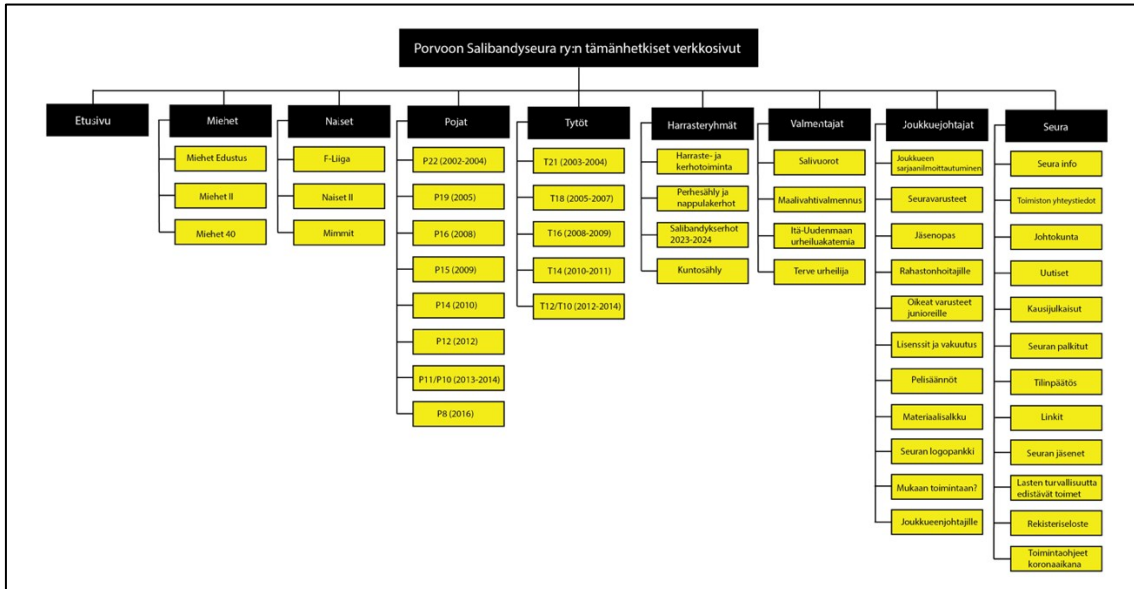 Porvoon Salibandyseura ry:n tämänhetkiset verkkosivut
Etusivu
Miehet
Miehet Edustus
Miehet II
Miehet 40
Naiset
F-Liiga
Naiset II
Mimmit
Pojat
P22 (2002-2004)
P19 (2005)
P16 (2008)
P15 (2009)
P14 (2010)
P12 (2012)
P11/P10 (2013-2014)
P8 (2016)
Tytöt
T21 (2003-2004)
T18 (2005-2007)
T16 (2008-2009)
T14 (2010-2011)
T12/T10 (2012-2014)
Harrasteryhmät
Harraste- ja
kerhotoiminta
Perhesähly ja
nappulakerhot
Salibandykserhot
2023-2024
Kuntosähly
Valmentajat
Salivuorot
Maalivahtivalmennus
Itä-Uudenmaan
urheiluakatemia
Terve urheilija
Joukkuejohtajat
Joukkueen
sarjaanilmoittautuminen
Seuravarusteet
Jäsenopas
Rahastonhoitajille
Oikeat varusteet
junioreille
Lisenssit ja vakuutus
Pelisäännöt
Materiaalisalkku
Seuran logopankki
Mukaan toimintaan?
Joukkueenjohtajille
Seura
Seura info
Toimiston yhteystiedot
Johtokunta
Uutiset
Kausijulkaisut
Seuran palkitut
Tilinpäätös
Linkit
Seuran jäsenet
Lasten turvallisuutta
edistävät toimet
Rekisteriseloste
Toimintaohjeet
koronaaikana